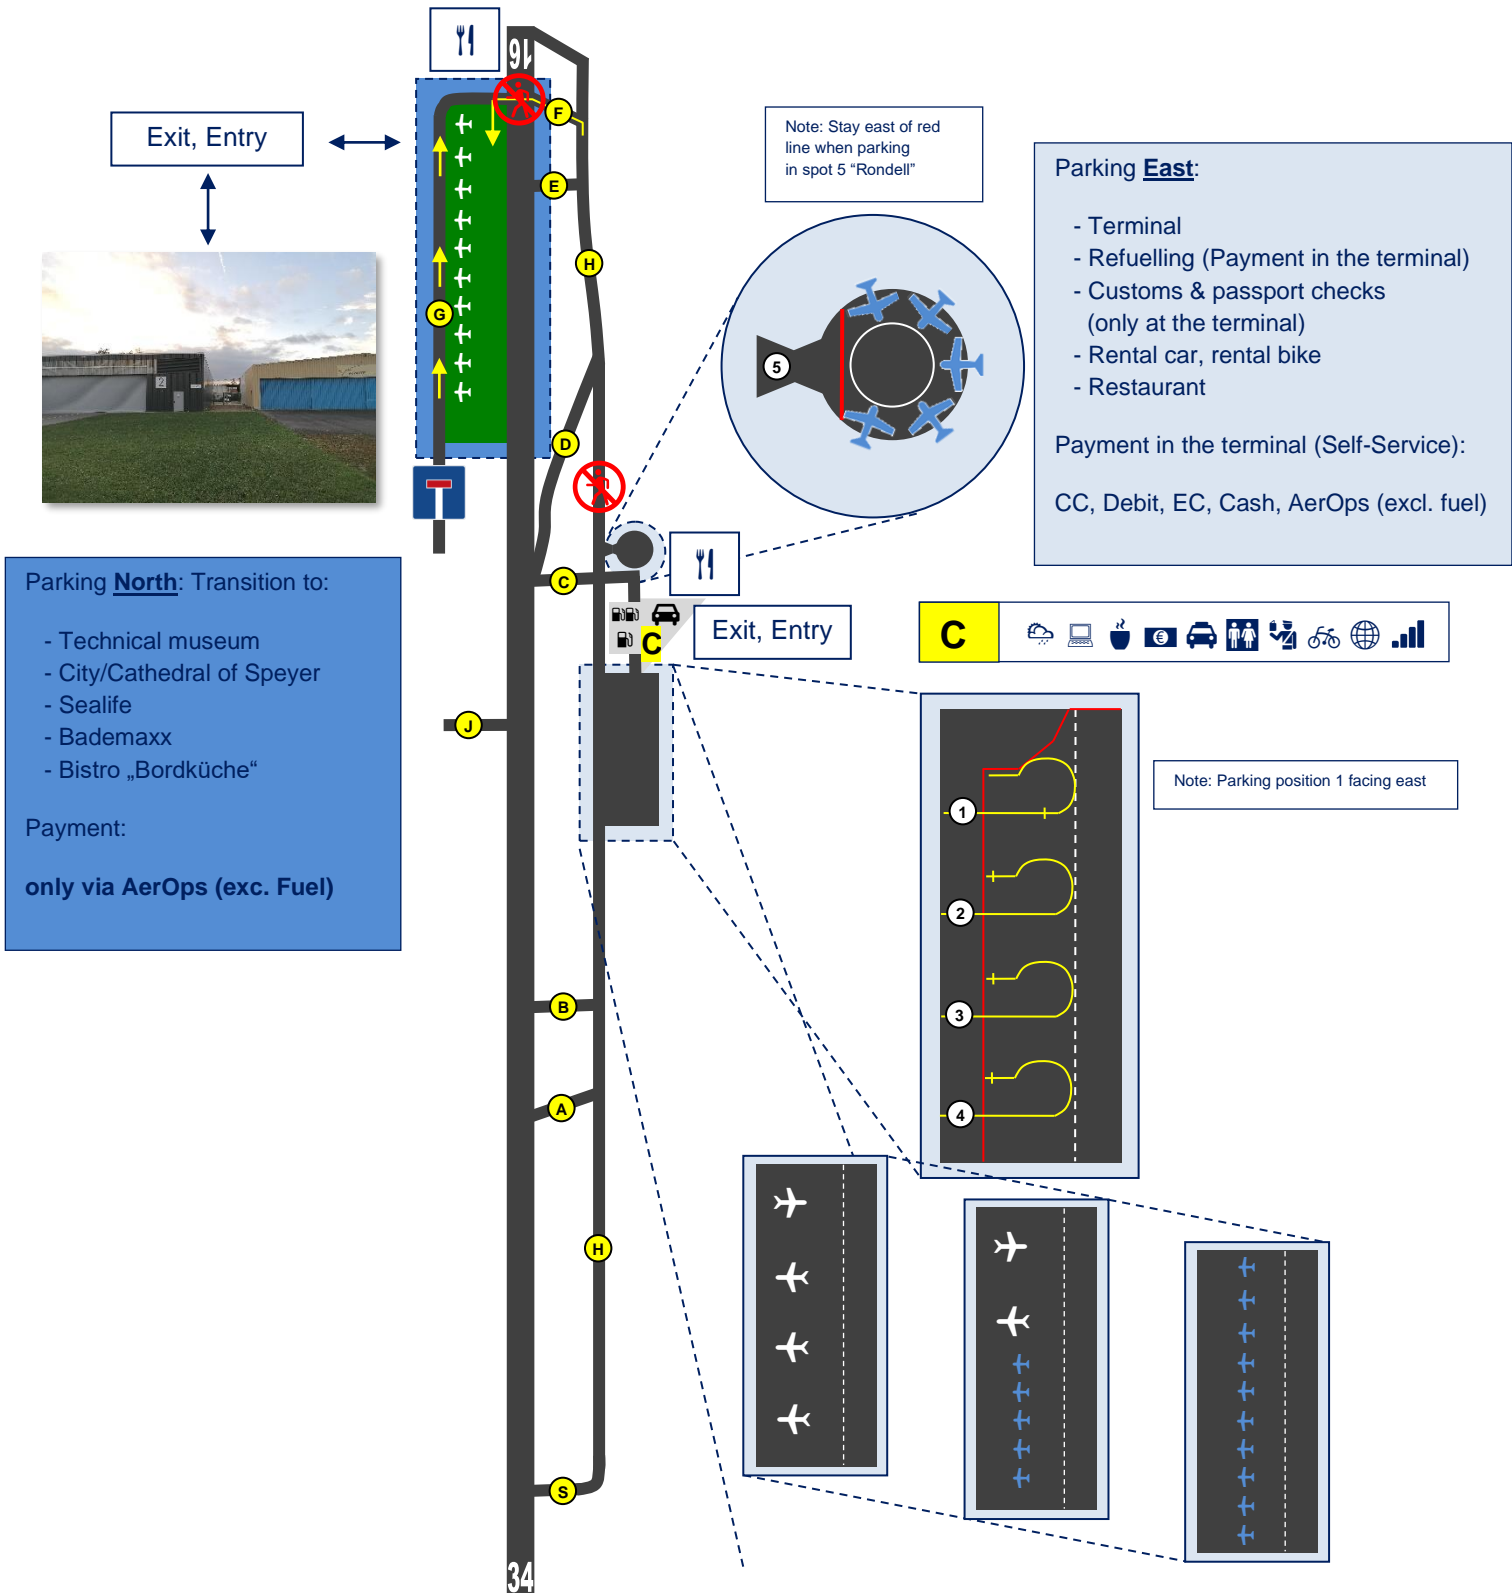 16
F
Exit, Entry
E
H
G
D
C
J
B
A
H
S
34
Note: Stay east of red
line when parking
in spot 5 “Rondell”
5
Parking East:
- Terminal
- Refuelling (Payment in the terminal)
- Customs & passport checks
(only at the terminal)
- Rental car, rental bike
- Restaurant
Payment in the terminal (Self-Service):
CC, Debit, EC, Cash, AerOps (excl. fuel)
2
Parking North: Transition to:
- Technical museum
- City/Cathedral of Speyer
- Sealife
- Bademaxx
- Bistro „Bordküche“
Payment:
only via AerOps (exc. Fuel)
C
Exit, Entry
C
€
1
2
3
4
Note: Parking position 1 facing east